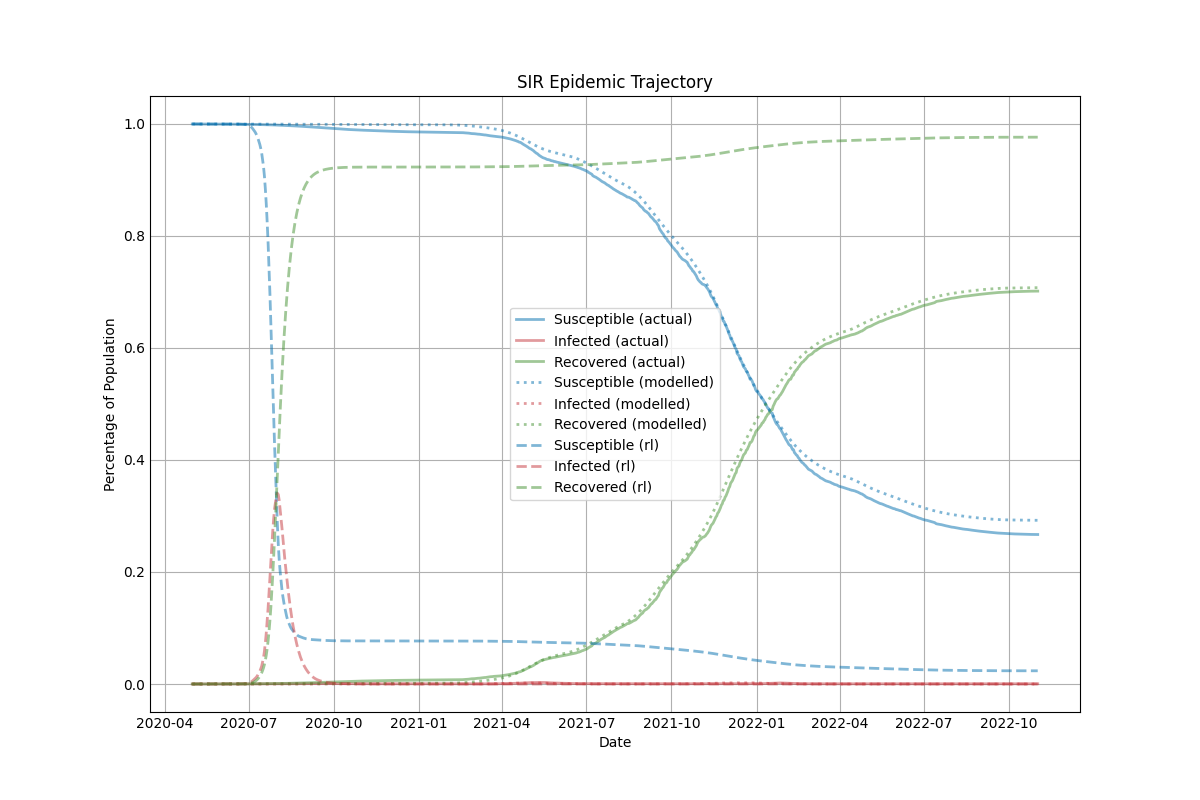 SIR Epidemic Trajectory
Percentage of Population
1.0
0.8
0.6
0.4
0.2
0.0
Susceptible (actual)
Infected (actual)
Recovered (actual)
Susceptible (modelled)
Infected (modelled)
Recovered (modelled)
Susceptible (rl)
Infected (rl)
Recovered (rl)
2020-04 2020-07 2020-10 2021-01 2021-04 2021-07 2021-10 2022-01 2022-04 2022-07 2022-10
Date